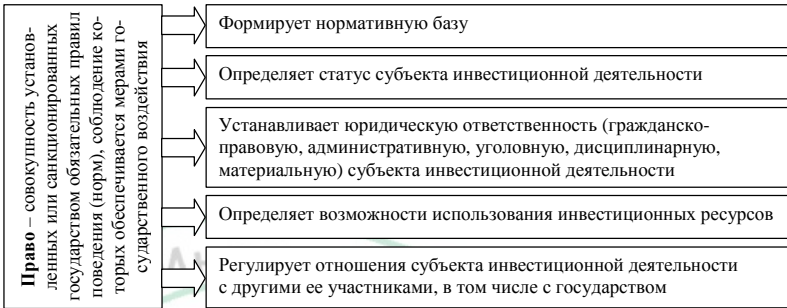 Право – совокупность установ-
ленных или санкционированных
государством обязательных правил
поведения (норм), соблюдение ко-
торых обеспечивается мерами го-
сударственного воздействия
Формирует нормативную базу
Определяет статус субъекта инвестиционной деятельности
Устанавливает юридическую ответственность (гражданско-
правовую, административную, уголовную, дисциплинарную,
материальную) субъекта инвестиционной деятельности
Определяет возможности использования инвестиционных ресурсов
Регулирует отношения субъекта инвестиционной деятельности
с другими ее участниками, в том числе с государством